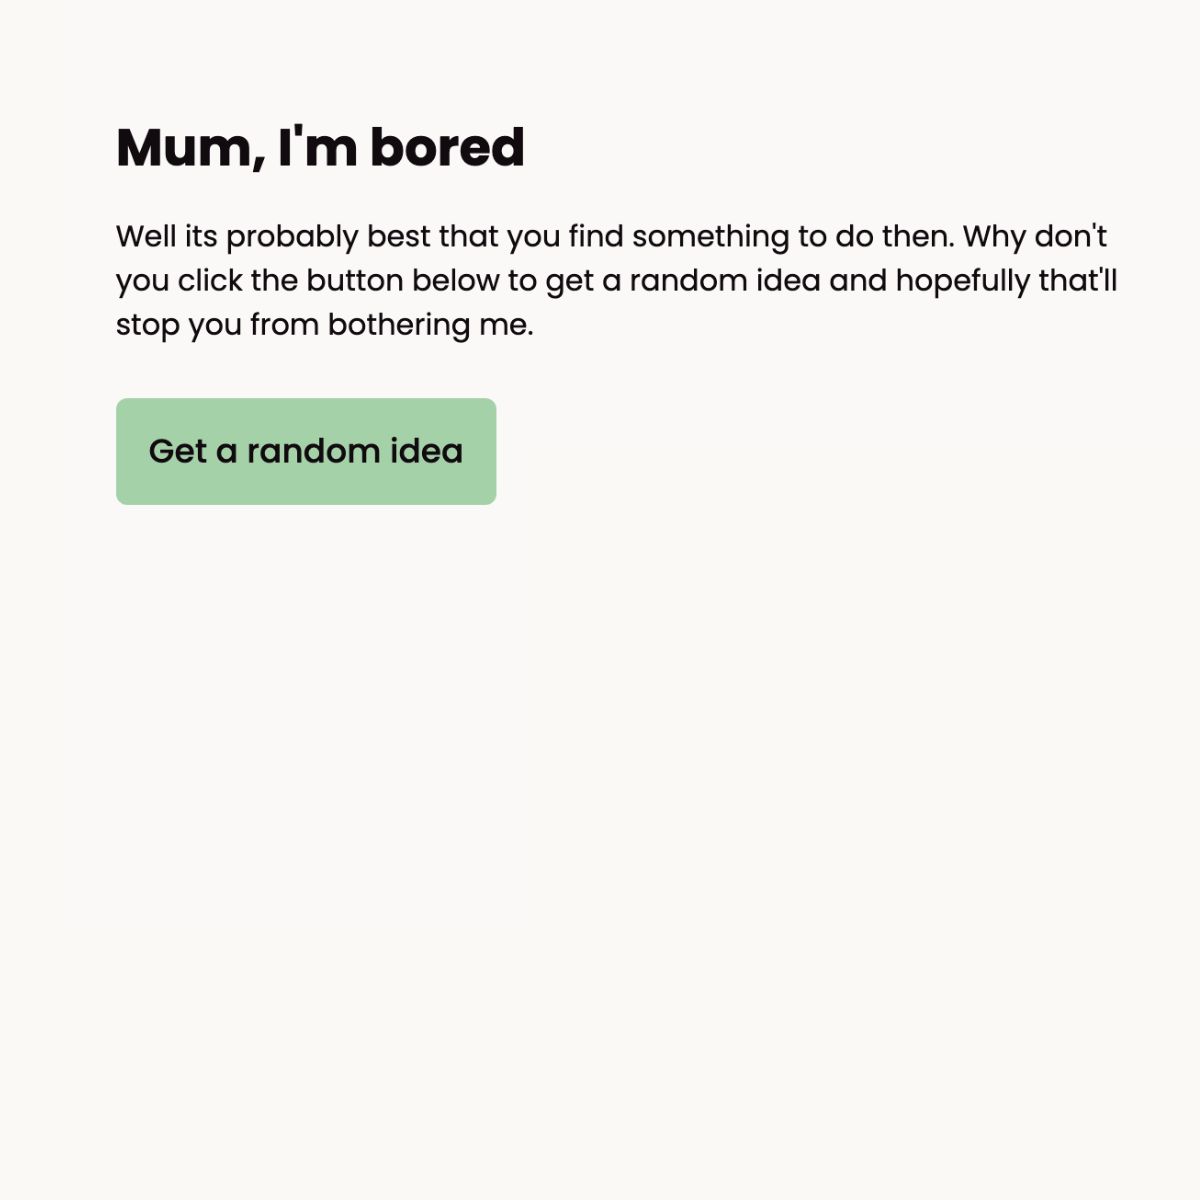 Mum, I'm bored
Well its probably best that you find something to do then. Why don't
you click the button below to get a random idea and hopefully that'll
stop you from bothering me.
Get a random idea